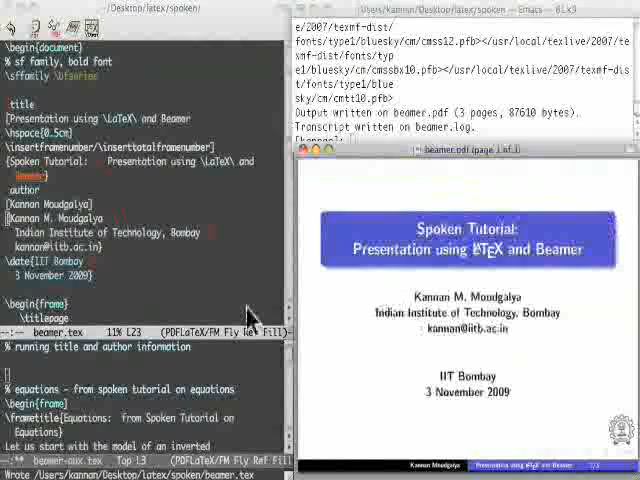 /Desktop/latex/spoken/
\begin{document}
% sf family, bold font
\sffamily \bfseries
\title
[Presentation using \LaTeX\ and Beamer
\hspace{0.5cm}
\insertframenumber/\inserttotalframenumber]
{Spoken Tutorial: Presentation using \LaTeX\ and
Beamer}
\author
[Kannan Moudgalya]
{Kannan M. Moudgalya
Indian Institute of Technology, Bombay
kannan@iitb.ac.in}
\date{IIT Bombay
3 November 2009}
\begin{frame}
\titlepage
--:-- beamer.tex 11% L23 (PDFLaTeX/FM Fly Ref Fill)--
% running title and author information
% equations - from spoken tutorial on equations
\begin{frame}
\frametitle{Equations: from Spoken Tutorial on
Equations}
Let us start with the model of an inverted
--:** beamer-aux.tex Top L3 (PDFLaTeX/FM Fly Ref Fill
Wrote /Users/kannan/Desktop/latex/spoken/beamer.tex
/Users/kannan/Desktop/latex/spoken — Emacs —
e/2007/texmf-dist/
fonts/type1/bluesky/cm/cmss12.pfb></usr/local/texlive/2007/te
xmf-dist/fonts/typ
e1/bluesky/cm/cmssbx10.pfb></usr/local/texlive/2007/texmf-dis
t/fonts/type1/blue
sky/cm/cmtt10.pfb>
Output written on beamer.pdf (3 pages, 87610 bytes).
Transcript written on beamer.log.
beamer.pdf (page 1 of 3)
Spoken Tutorial:
Presentation using LATEX and Beamer
Kannan M. Moudgalya
Indian Institute of Technology, Bombay
kannan@iitb.ac.in
IIT Bombay
3 November 2009
Kannan Moudgalya Presentation using LATEX and Beamer 1/3